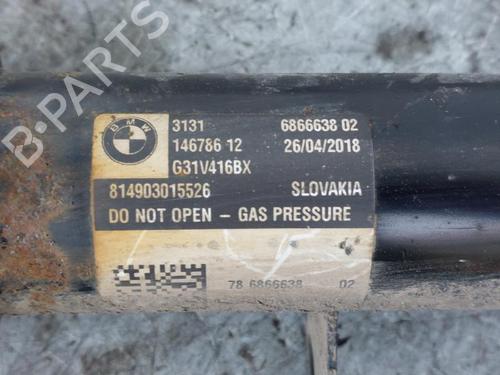 BMW
3131 6866638 02
146786 12 26/04/2018
G31V416BX
814903015526 SLOVAKIA
DO NOT OPEN - GAS PRESSURE
78 6866638 02
B-PARTS
B-PARTS